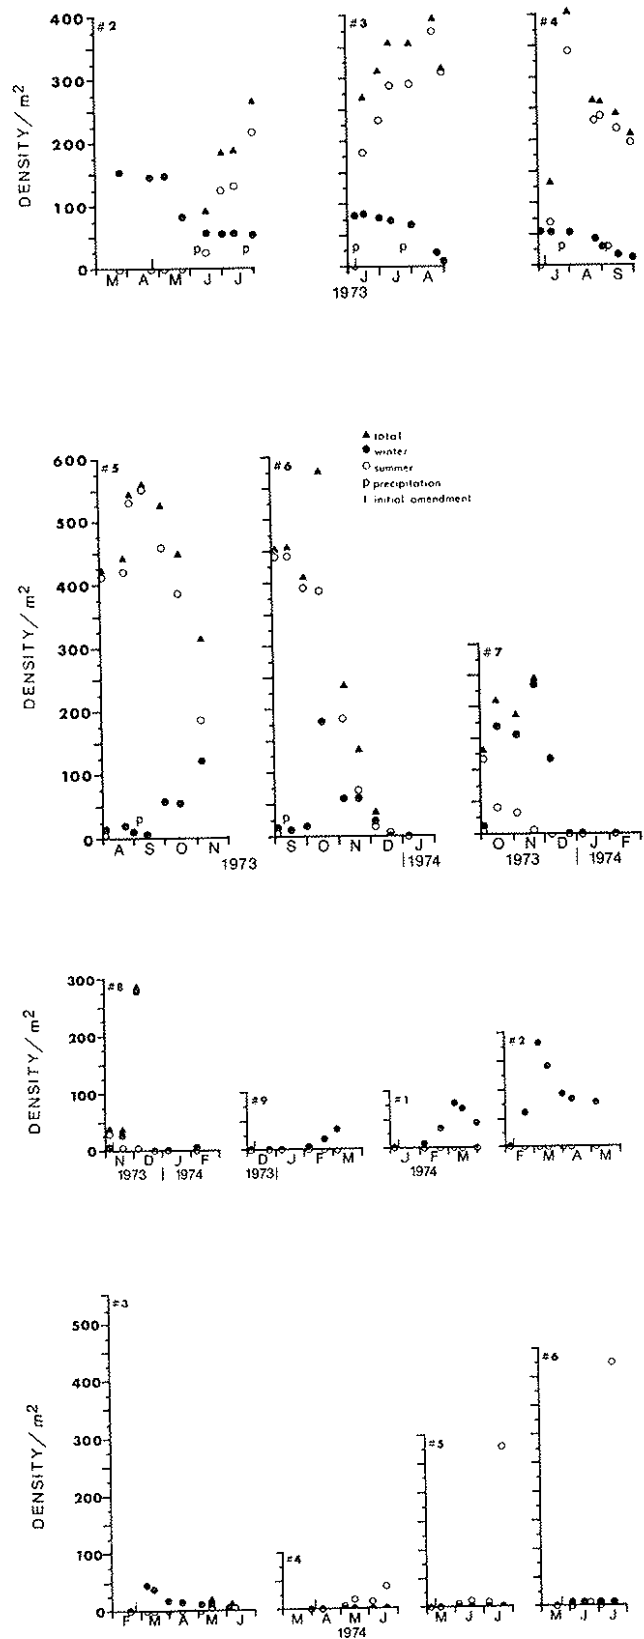 #2
#3
#4
400
300
200
100
0
DENSITY/m2
p p
p p
p p
M A M J J
J J A
J A S
1973
▲ total
● winter
○ summer
p precipitation
I initial amendment
#5
#6
#7
600
500
400
300
200
100
0
DENSITY/m2
p
p
A S O N
1973
S O N D J
|1974
O N D J F
1973 | 1974
#8
#9
#1
#2
300
200
100
0
DENSITY/m2
N D J F
1973 | 1974
D J F M
1973|
J F M
1974
F M A M
#3
#4
#5
#6
500
400
300
200
100
0
DENSITY/m2
F M A M J
M A M J
1974
M J J
M J J